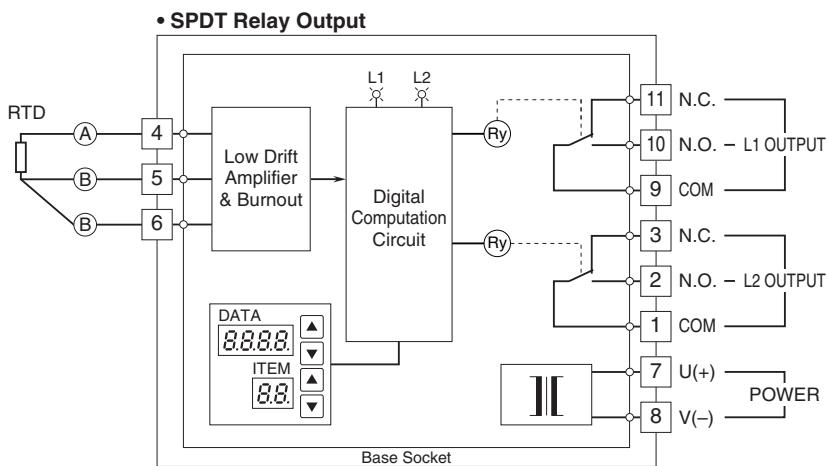 • SPDT Relay Output
RTD
A
B
B
4
5
6
Low Drift
Amplifier
& Burnout
L1
L2
Digital
Computation
Circuit
Ry
Ry
DATA
8.8.8.8.
ITEM
8.8.
▲
▼
▲
▼
11 N.C.
10 N.O. – L1 OUTPUT
9 COM
3 N.C.
2 N.O. – L2 OUTPUT
1 COM
7 U(+)
POWER
8 V(–)
Base Socket